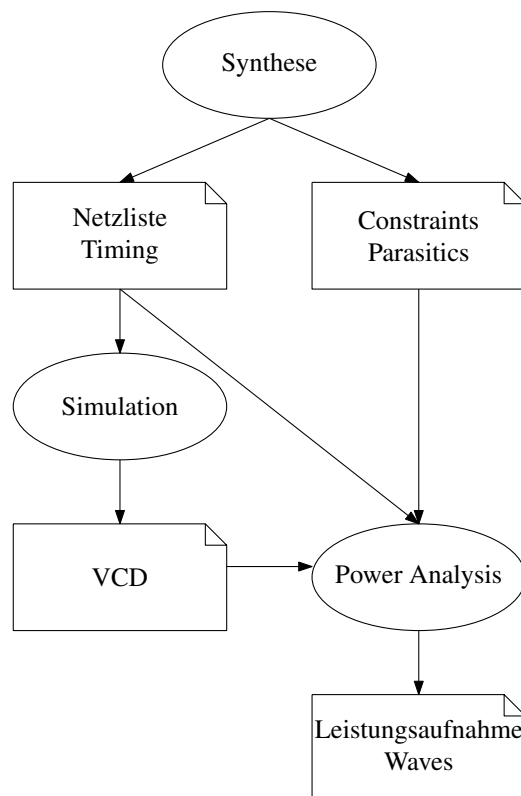 Synthese
Netzliste
Timing
Constraints
Parasitics
Simulation
VCD
Power Analysis
Leistungsaufnahme
Waves